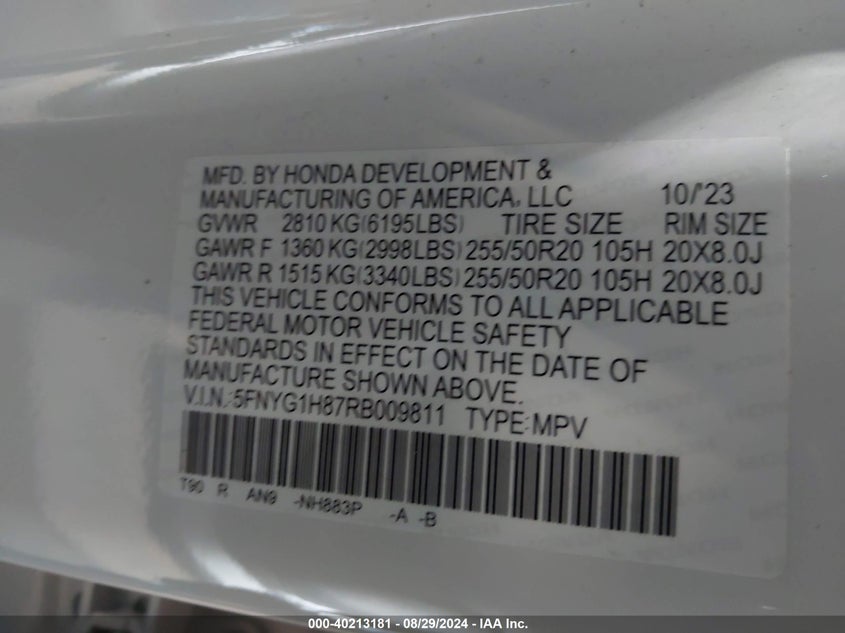 MFD. BY HONDA DEVELOPMENT &
MANUFACTURING OF AMERICA, LLC 10/'23
GVWR 2810 KG(6195LBS) TIRE SIZE RIM SIZE
GAWR F 1360 KG(2998LBS) 255/50R20 105H 20X8.0J
GAWR R 1515 KG(3340LBS) 255/50R20 105H 20X8.0J
THIS VEHICLE CONFORMS TO ALL APPLICABLE
FEDERAL MOTOR VEHICLE SAFETY
STANDARDS IN EFFECT ON THE DATE OF
MANUFACTURE SHOWN ABOVE.
V.I.N.:5FNYG1H87RB009811 TYPE:MPV
T90 R AN9 -NH883P -A -B
000-40213181 - 08/29/2024 - IAA Inc.